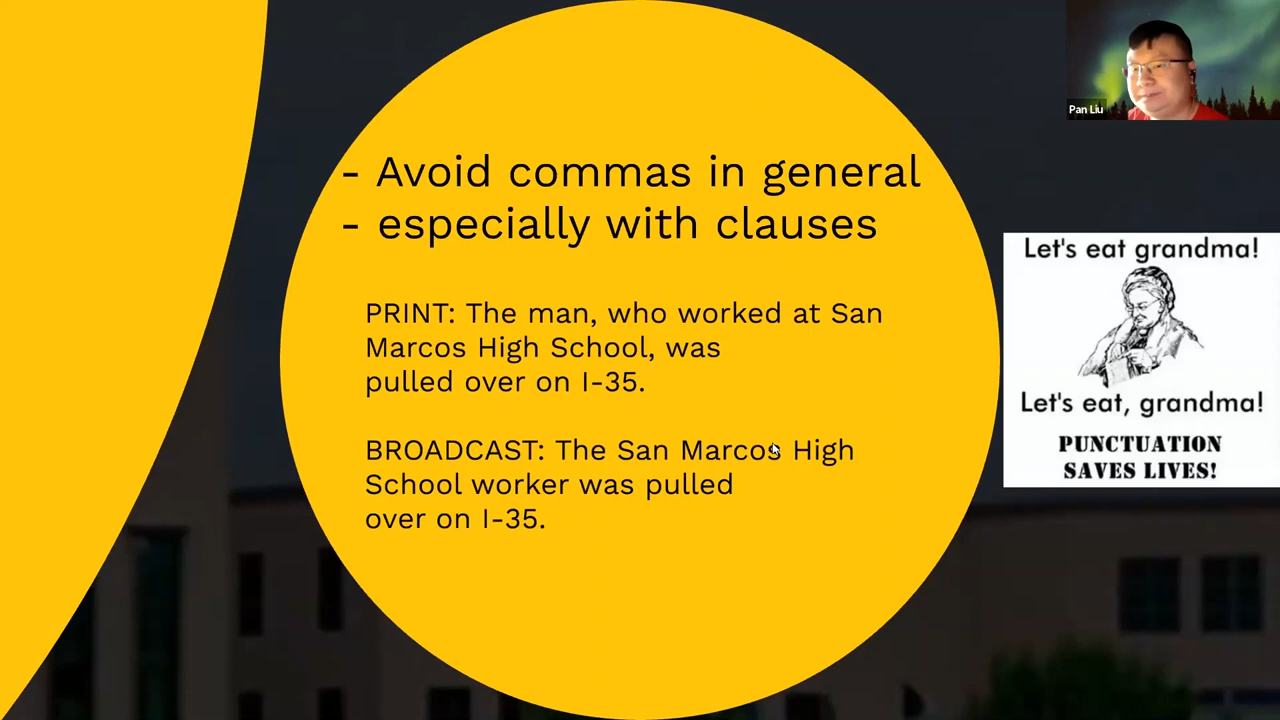 - Avoid commas in general
- especially with clauses
PRINT: The man, who worked at San
Marcos High School, was
pulled over on I-35.
BROADCAST: The San Marcos High
School worker was pulled
over on I-35.
Pan Liu
Let's eat grandma!
Let's eat, grandma!
PUNCTUATION
SAVES LIVES!